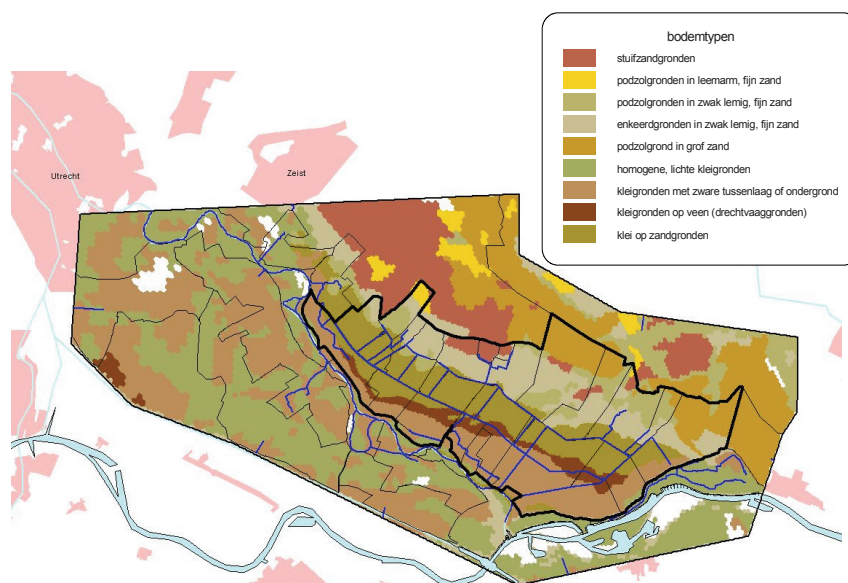 bodemtypen
stuifzandgronden
podzolgronden in leemarm, fijn zand
podzolgronden in zwak lemig, fijn zand
enkeerdgronden in zwak lemig, fijn zand
podzolgrond in grof zand
homogene, lichte kleigronden
kleigronden met zware tussenlaag of ondergrond
kleigronden op veen (drechtvaaggronden)
klei op zandgronden
Utrecht
Zeist